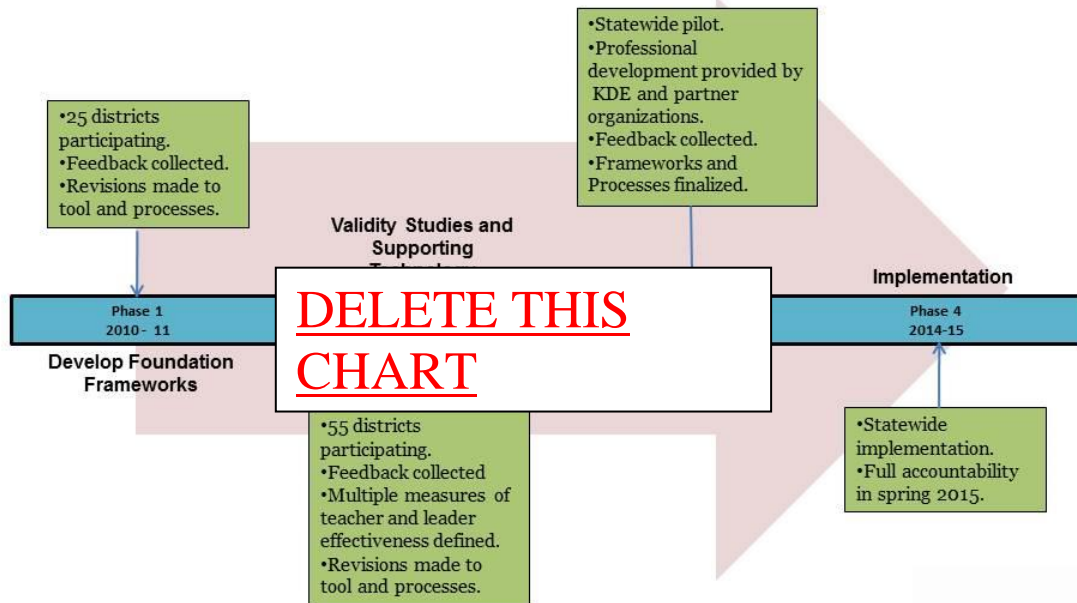 •Statewide pilot.
•Professional
development provided by
KDE and partner
organizations.
•Feedback collected.
•Frameworks and
Processes finalized.
•25 districts
participating.
•Feedback collected.
•Revisions made to
tool and processes.
Validity Studies and
Supporting
Implementation
Phase 1
2010 - 11
DELETE THIS
CHART
Phase 4
2014-15
Develop Foundation
Frameworks
•55 districts
participating.
•Feedback collected
•Multiple measures of
teacher and leader
effectiveness defined.
•Revisions made to
tool and processes.
•Statewide
implementation.
•Full accountability
in spring 2015.